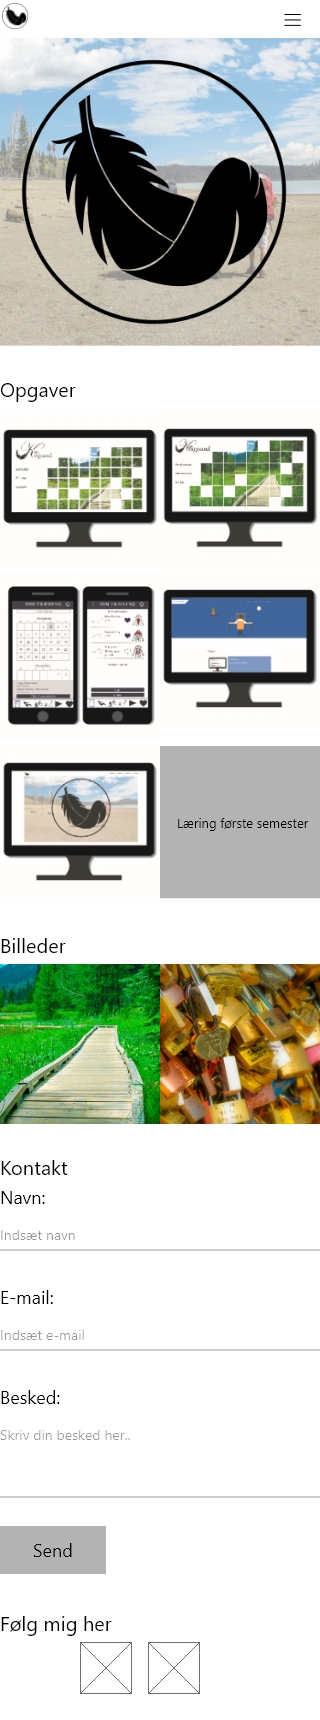 Opgaver
Læring første semester
Billeder
Kontakt
Navn:
Indsæt navn
E-mail:
Indsæt e-mail
Besked:
Skriv din besked her..
Send
Følg mig her